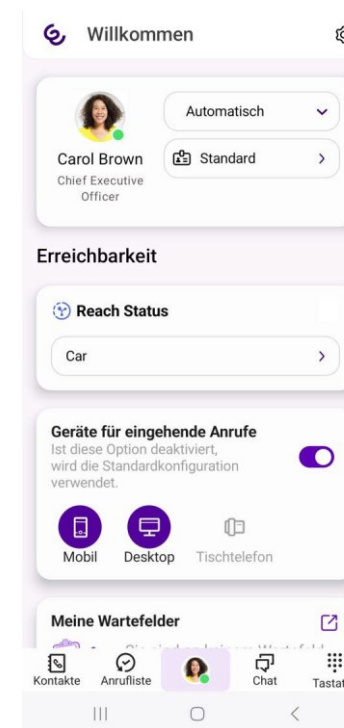 Willkommen
Automatisch
Carol Brown
Standard
Chief Executive
Officer
Erreichbarkeit
Reach Status
Car
Geräte für eingehende Anrufe
Ist diese Option deaktiviert,
wird die Standardkonfiguration
verwendet.
Mobil Desktop Tischtelefon
Meine Wartefelder
Kontakte Anrufliste Chat Tastat